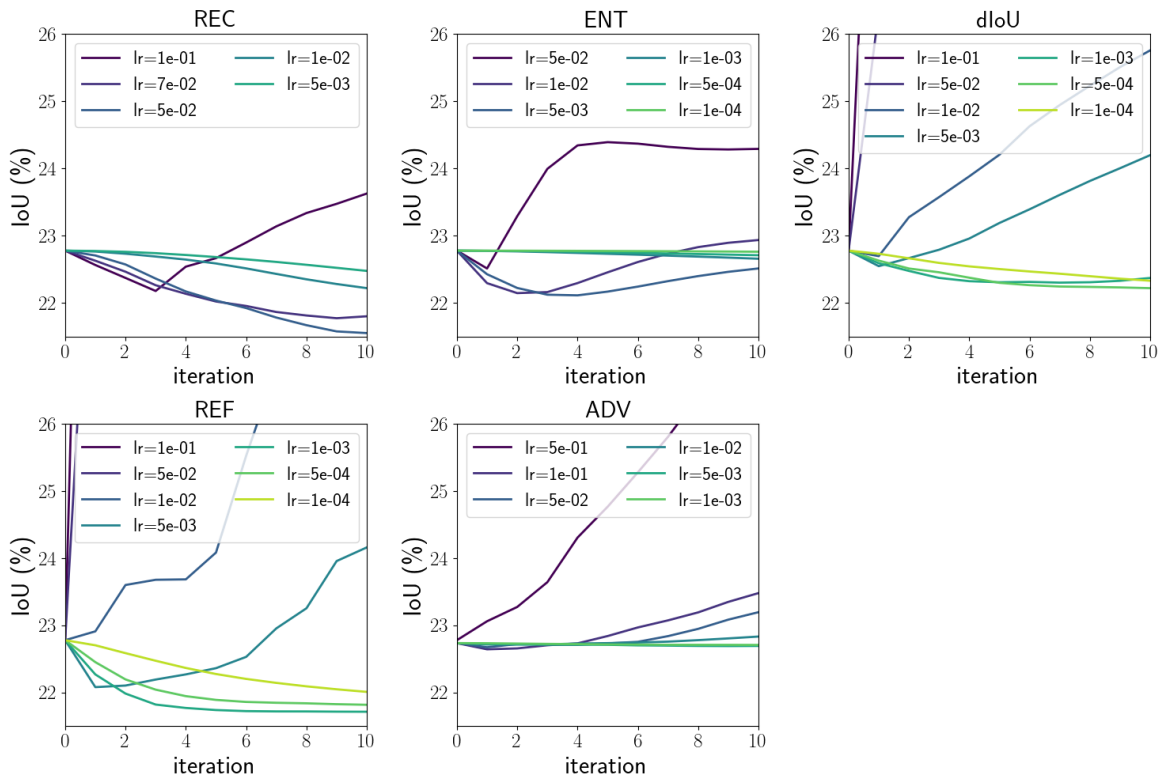 REC
ENT
dIoU
26
25
24
23
22
IoU (%)
lr=1e-01
lr=7e-02
lr=5e-02
lr=1e-02
lr=5e-03
0 2 4 6 8 10
iteration
26
25
24
23
22
IoU (%)
lr=5e-02
lr=1e-02
lr=5e-03
lr=1e-03
lr=5e-04
lr=1e-04
0 2 4 6 8 10
iteration
26
25
24
23
22
IoU (%)
lr=1e-01
lr=5e-02
lr=1e-02
lr=5e-03
lr=1e-03
lr=5e-04
lr=1e-04
0 2 4 6 8 10
iteration
REF
ADV
26
25
24
23
22
IoU (%)
lr=1e-01
lr=5e-02
lr=1e-02
lr=5e-03
lr=1e-03
lr=5e-04
lr=1e-04
0 2 4 6 8 10
iteration
26
25
24
23
22
IoU (%)
lr=5e-01
lr=1e-01
lr=5e-02
lr=1e-02
lr=5e-03
lr=1e-03
0 2 4 6 8 10
iteration